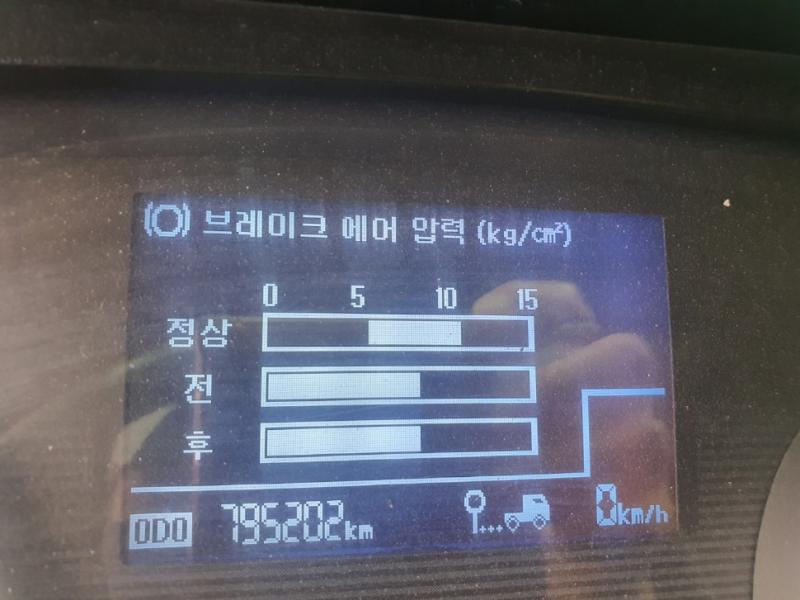 브레이크 에어 압력 (kg/cm²)
0 5 10 15
정상
전
후
ODO 795202km 0km/h